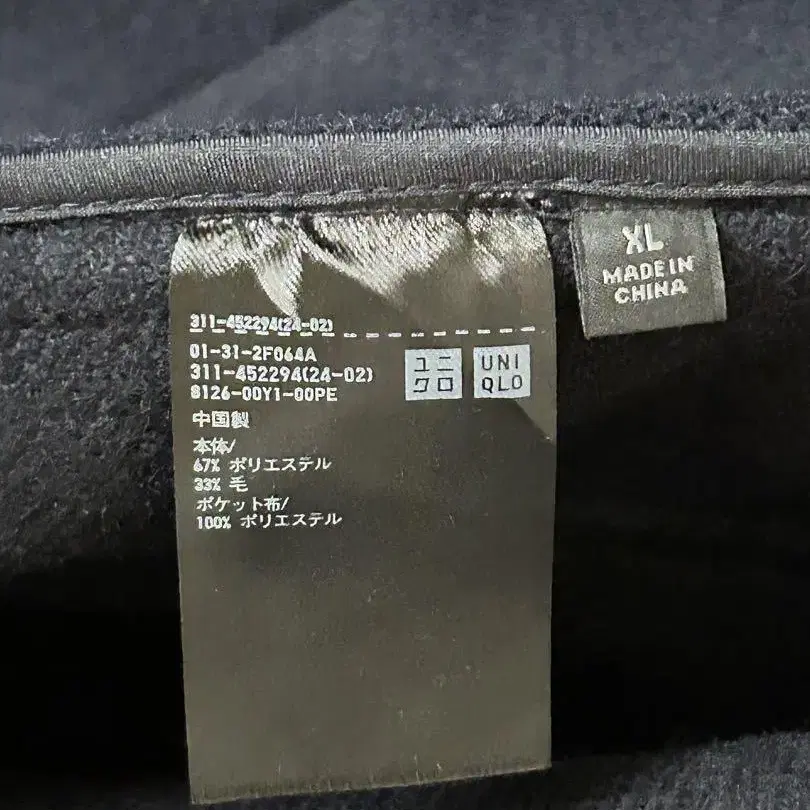 311-452294(24-02)
01-31-2F064A
311-452294(24-02)
8126-00Y1-00PE
中国製
本体/
67% ポリエステル
33% 毛
ポケット布/
100% ポリエステル
ユニ
クロ
UNI
QLO
XL
MADE IN
CHINA